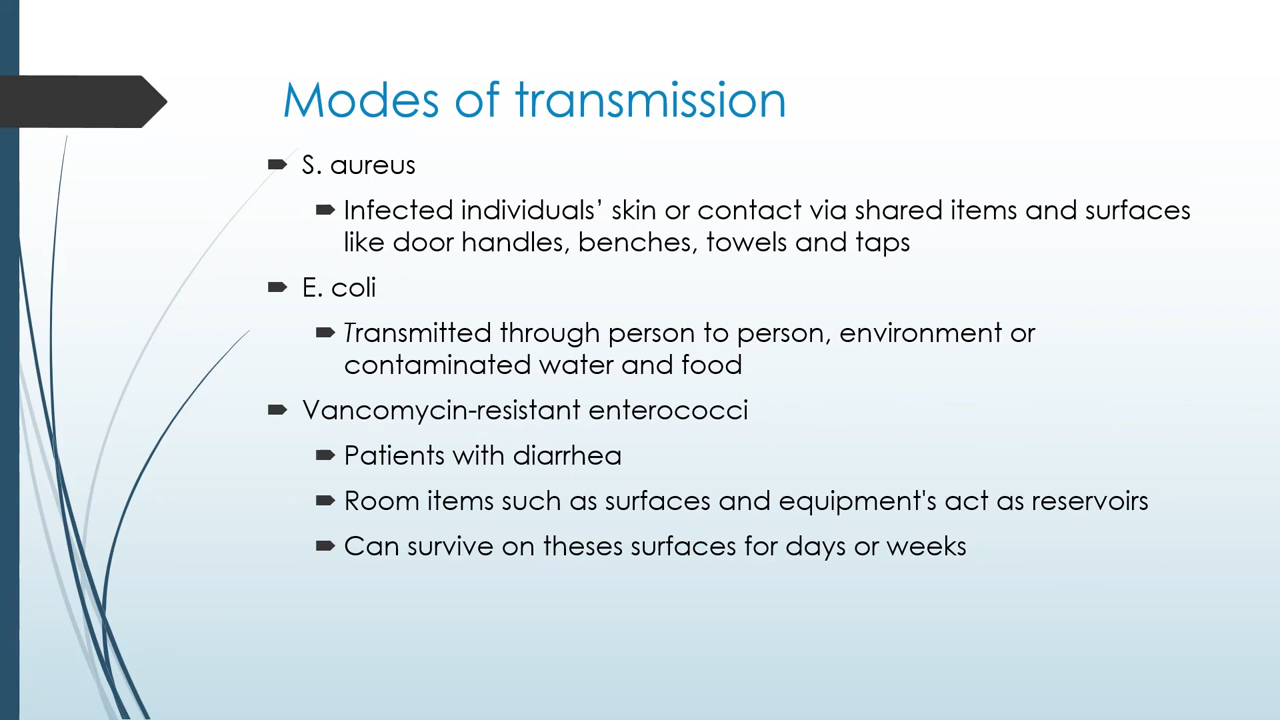 Modes of transmission
S. aureus
Infected individuals’ skin or contact via shared items and surfaces
like door handles, benches, towels and taps
E. coli
Transmitted through person to person, environment or
contaminated water and food
Vancomycin-resistant enterococci
Patients with diarrhea
Room items such as surfaces and equipment's act as reservoirs
Can survive on theses surfaces for days or weeks